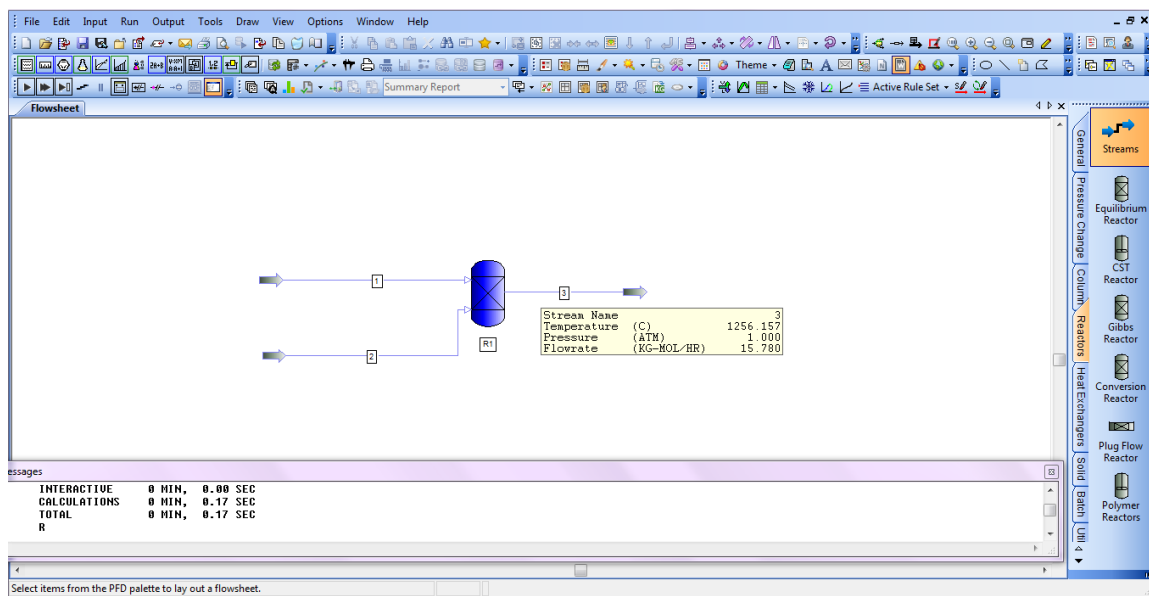 File Edit Input Run Output Tools Draw View Options Window Help
Theme
Summary Report
Active Rule Set
Flowsheet
1
2
3
R1
Stream Name 3
Temperature (C) 1256.157
Pressure (ATM) 1.000
Flowrate (KG-MOL/HR) 15.780
General
Pressure Change
Column
Reactors
Heat Exchangers
Solid
Batch
Util
Streams
Equilibrium
Reactor
CST
Reactor
Gibbs
Reactor
Conversion
Reactor
Plug Flow
Reactor
Polymer
Reactors
essages
INTERACTIVE 0 MIN, 0.00 SEC
CALCULATIONS 0 MIN, 0.17 SEC
TOTAL 0 MIN, 0.17 SEC
R
Select items from the PFD palette to lay out a flowsheet.